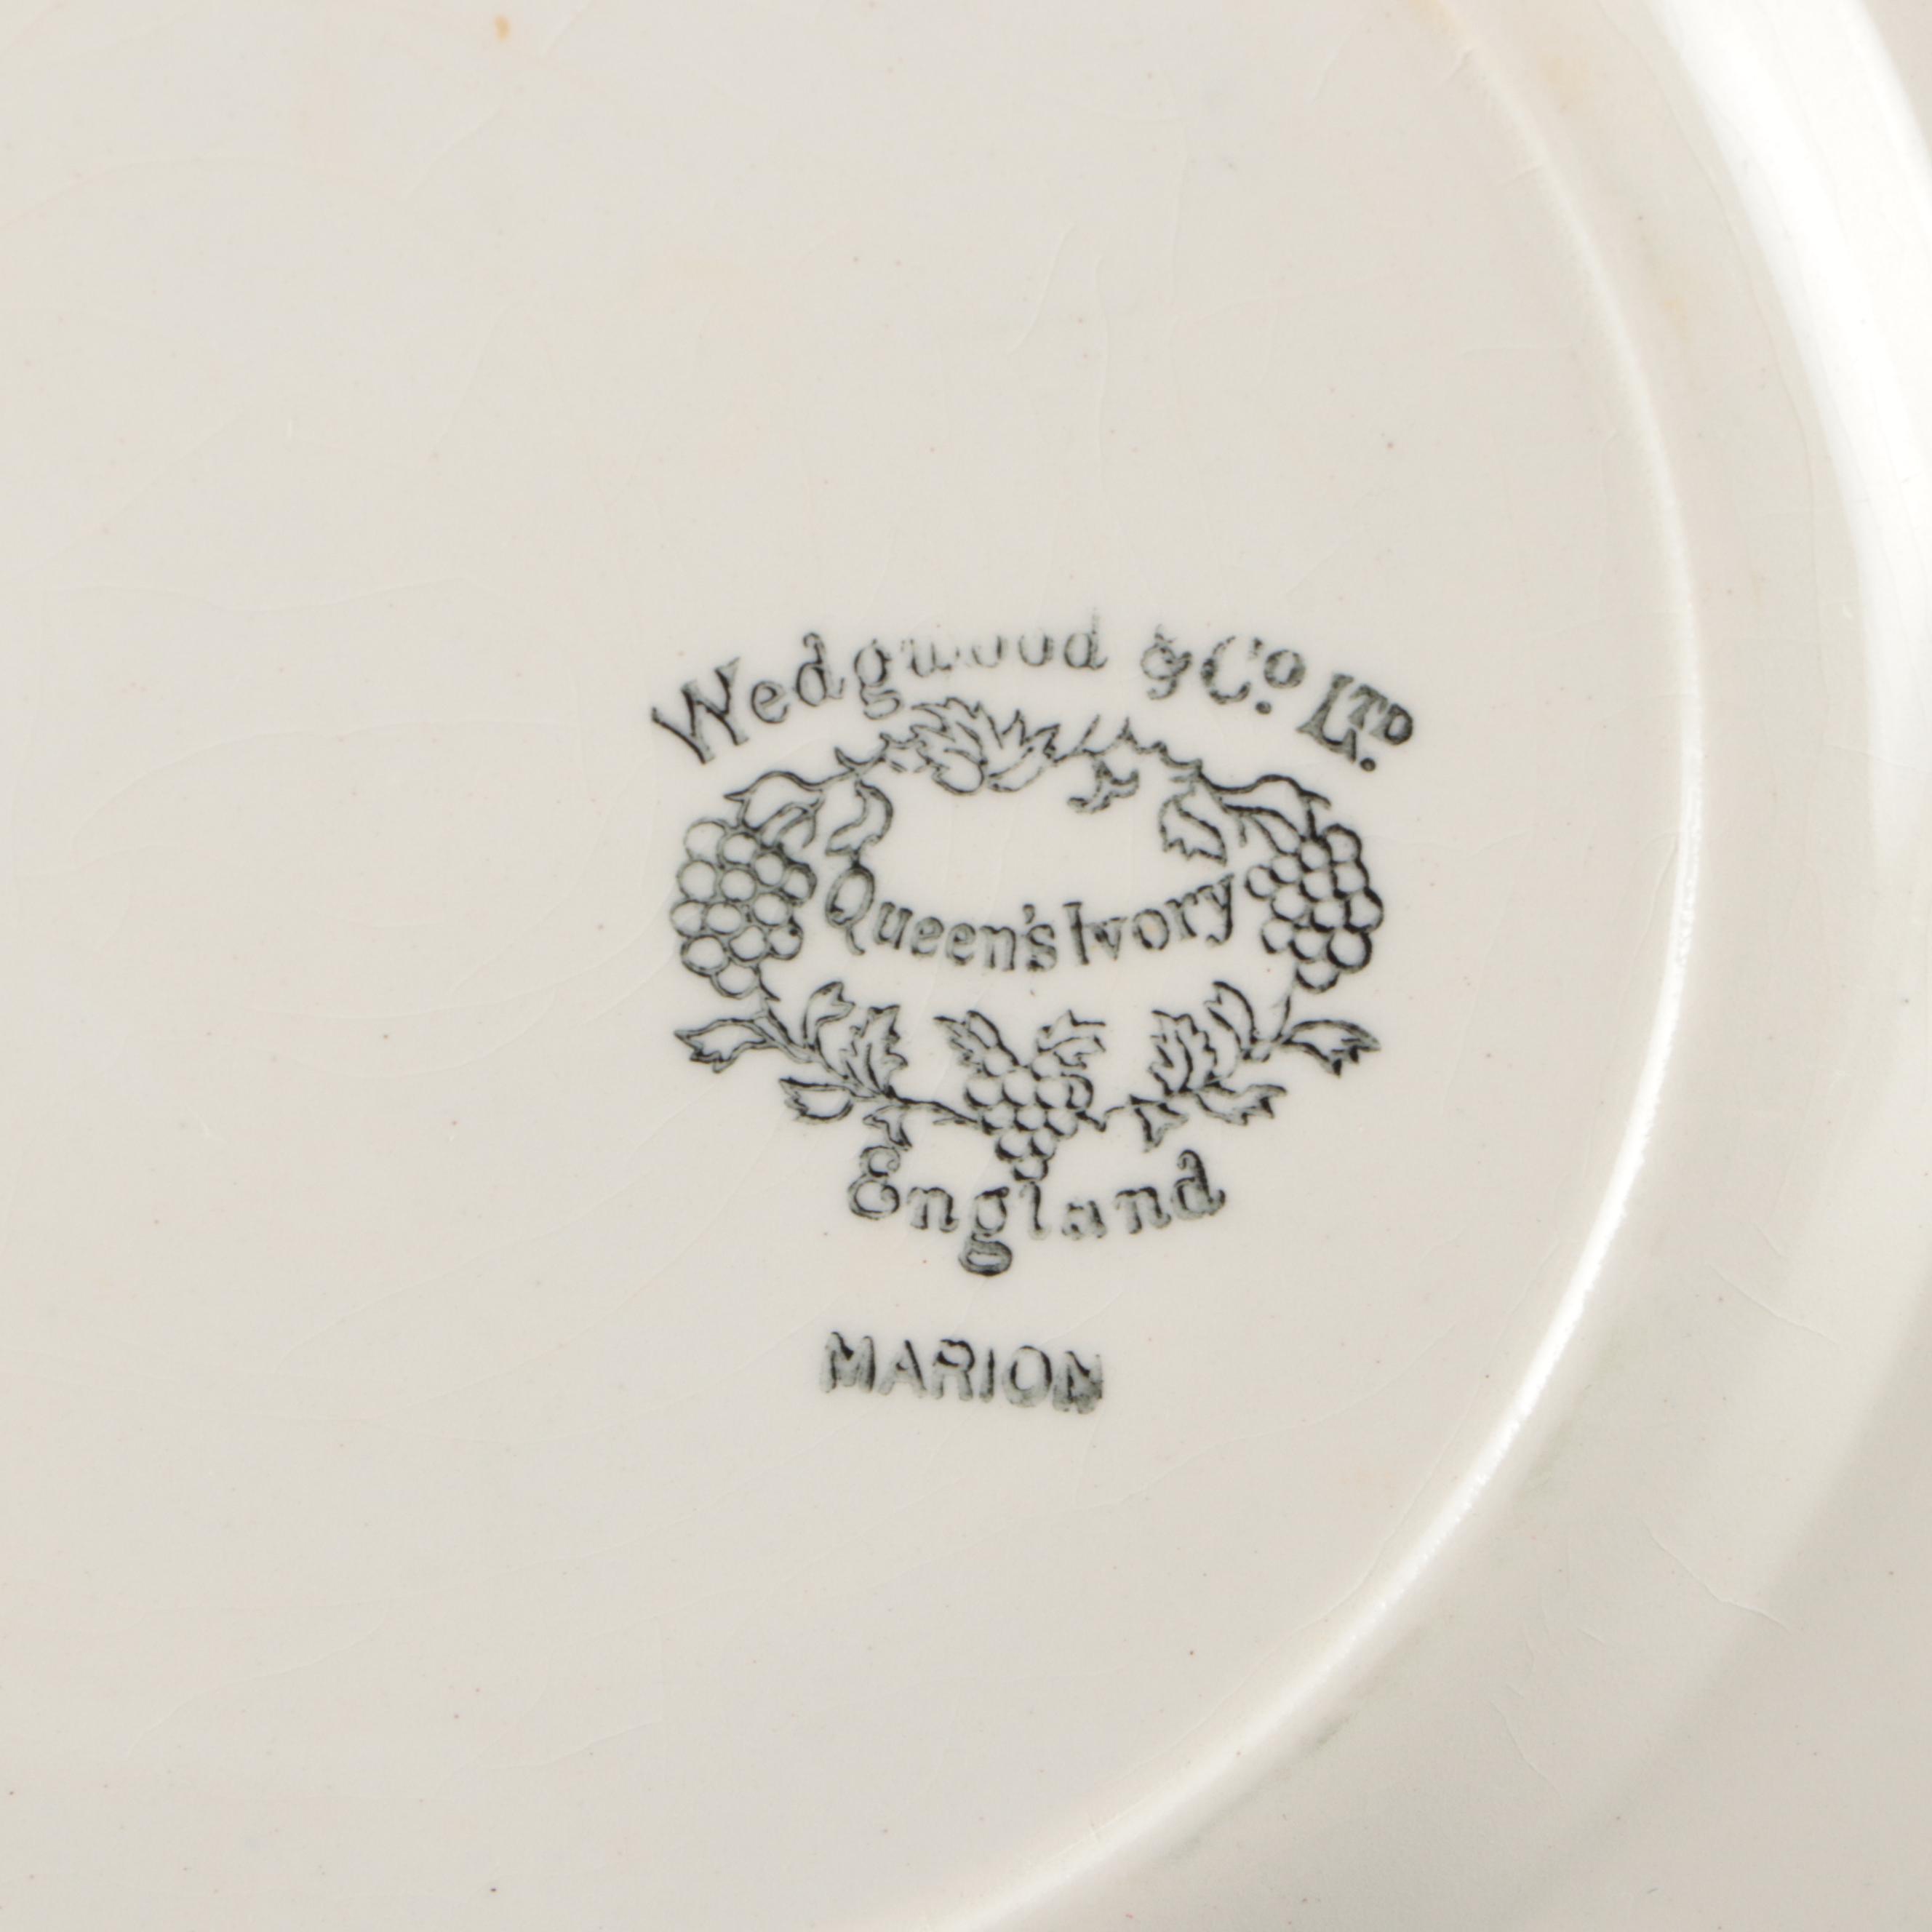 Wedgwood & Co. LTD.
Queen's Ivory
England
MARION